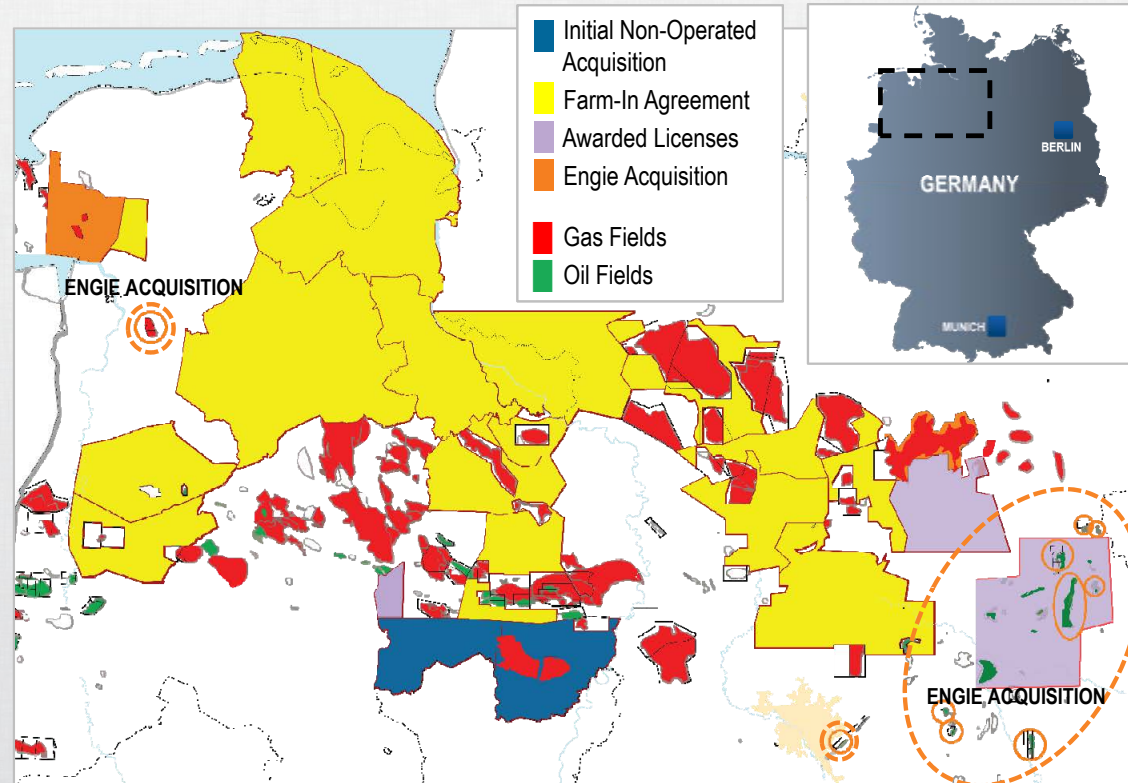 Initial Non-Operated
Acquisition
Farm-In Agreement
Awarded Licenses
Engie Acquisition
Gas Fields
Oil Fields
BERLIN
GERMANY
MUNICH
ENGIE ACQUISITION
ENGIE ACQUISITION